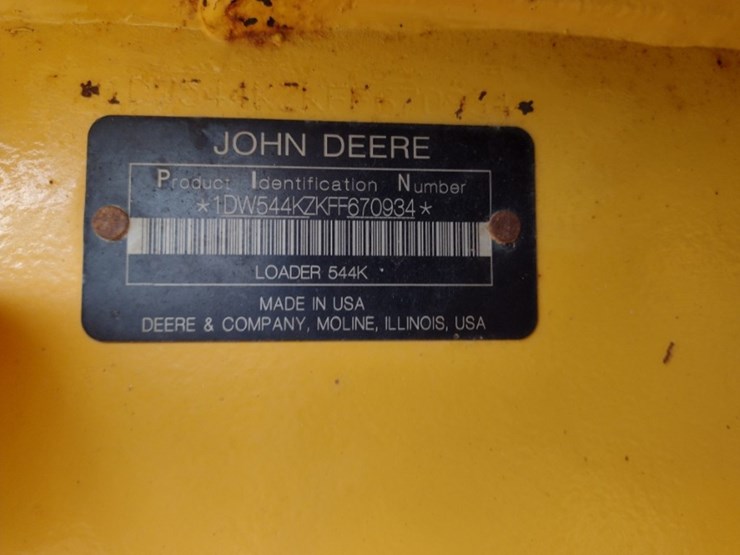 JOHN DEERE
Product Identification Number
*1DW544KZKFF670934*
LOADER 544K
MADE IN USA
DEERE & COMPANY, MOLINE, ILLINOIS, USA